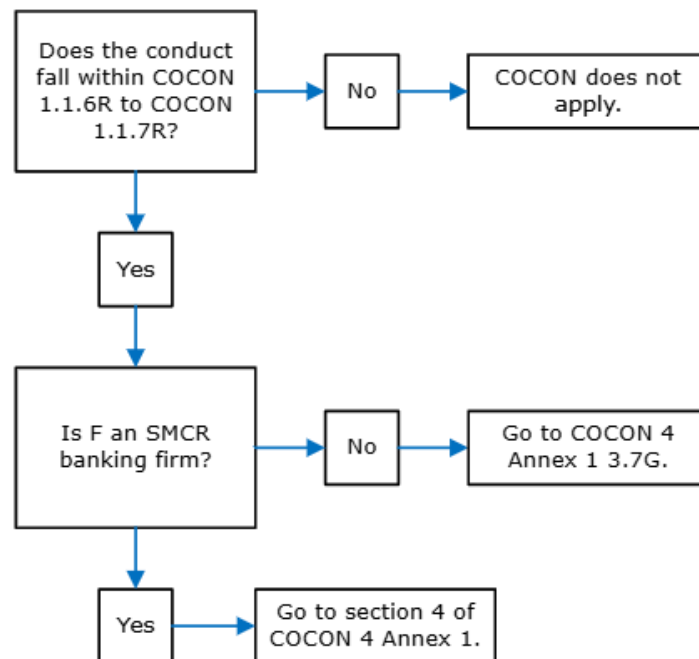 Does the conduct
fall within COCON
1.1.6R to COCON
1.1.7R?
No
COCON does not
apply.
Yes
Is F an SMCR
banking firm?
No
Go to COCON 4
Annex 1 3.7G.
Yes
Go to section 4 of
COCON 4 Annex 1.